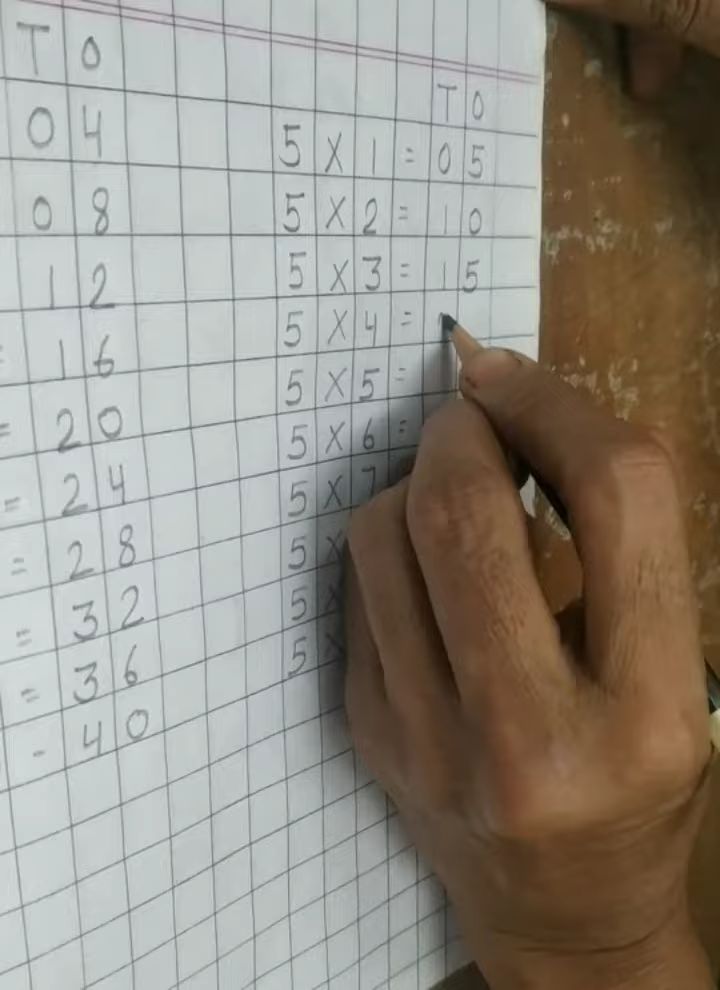 T O
0 4
0 8
1 2
= 1 6
= 2 0
= 2 4
= 2 8
= 3 2
= 3 6
- 4 0
T O
5 X 1 = 0 5
5 X 2 = 1 0
5 X 3 = 1 5
5 X 4 =
5 X 5 =
5 X 6 =
5 X 7
5 X
5 X
5 X